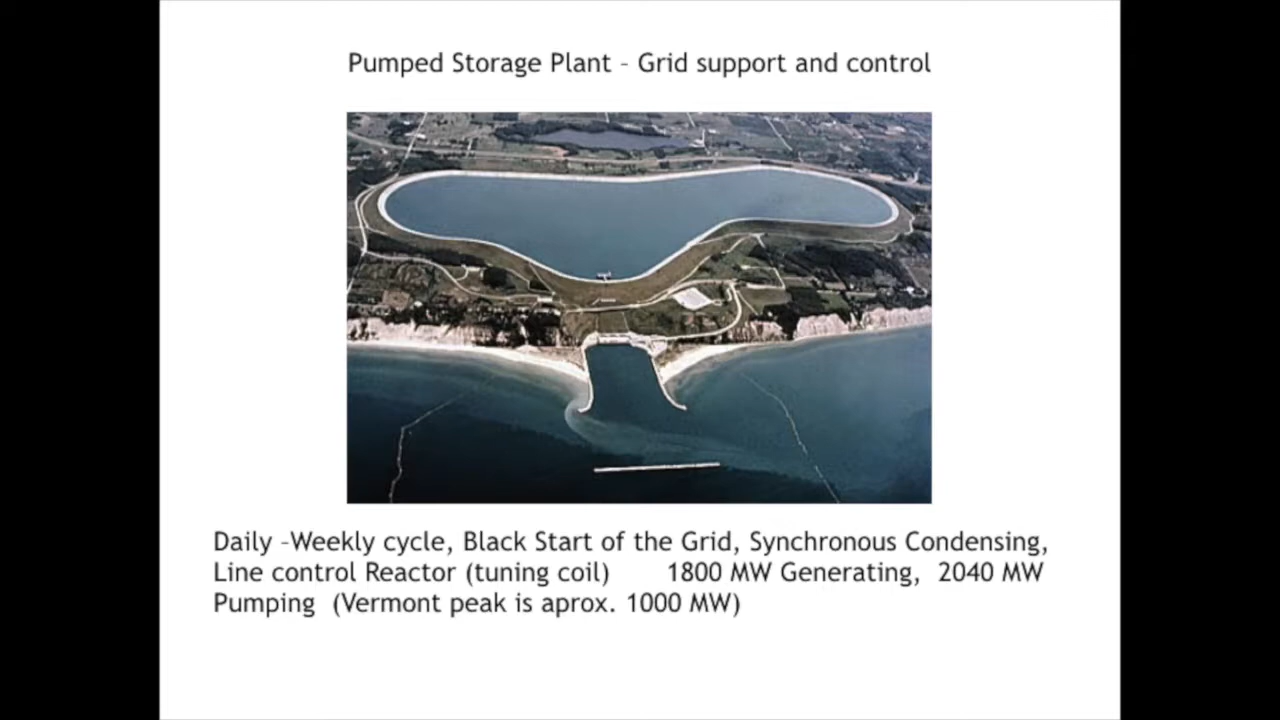 Pumped Storage Plant – Grid support and control
Daily –Weekly cycle, Black Start of the Grid, Synchronous Condensing,
Line control Reactor (tuning coil) 1800 MW Generating, 2040 MW
Pumping (Vermont peak is aprox. 1000 MW)